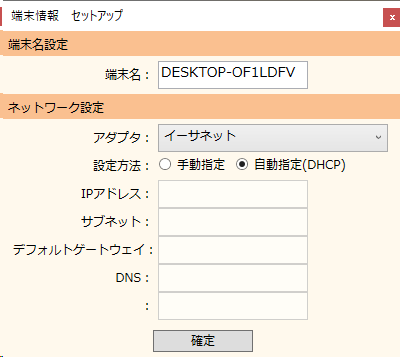 端末情報 セットアップ
x
端末名設定
端末名： DESKTOP-OF1LDFV
ネットワーク設定
アダプタ： イーサネット
設定方法： 手動指定 自動指定(DHCP)
IPアドレス：
サブネット：
デフォルトゲートウェイ：
DNS：
：
確定